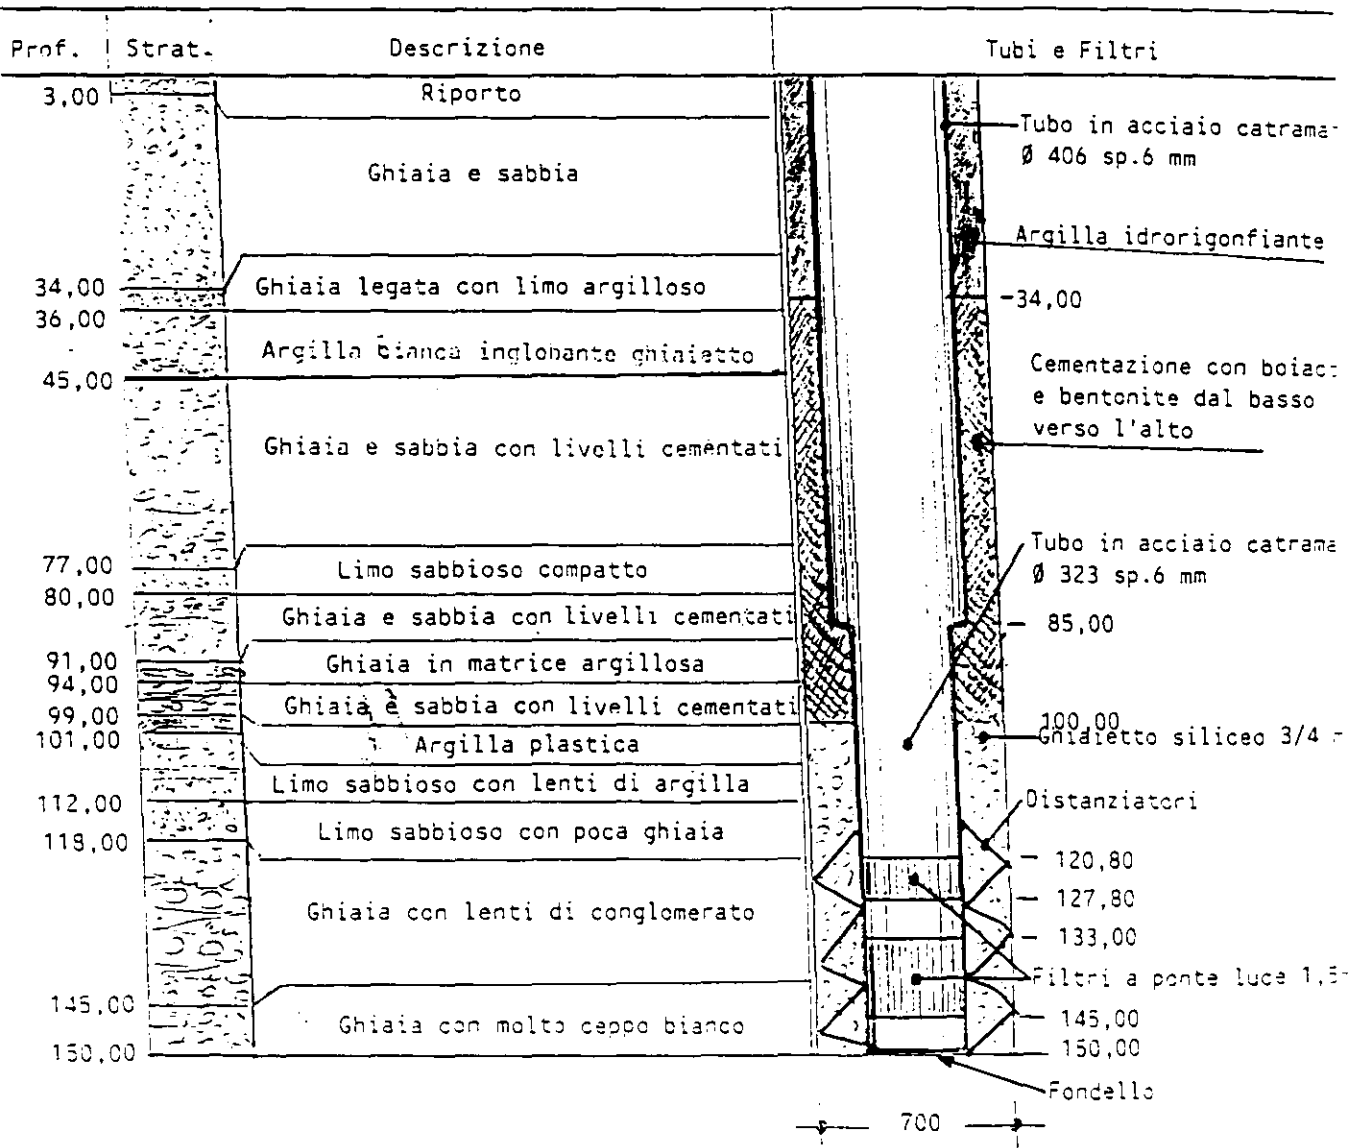 Prof. Strat. Descrizione Tubi e Filtri
3,00
Riporto
Ghiaia e sabbia
34,00
Ghiaia legata con limo argilloso
36,00
Argilla bianca inglobante ghiaietto
45,00
Ghiaia e sabbia con livelli cementati
77,00
Limo sabbioso compatto
80,00
Ghiaia e sabbia con livelli cementati
91,00
Ghiaia in matrice argillosa
94,00
Ghiaia e sabbia con livelli cementati
99,00
101,00
Argilla plastica
Limo sabbioso con lenti di argilla
112,00
Limo sabbioso con poca ghiaia
118,00
Ghiaia con lenti di conglomerato
145,00
Ghiaia con molto ceppo bianco
150,00
Tubo in acciaio catrama-
Ø 406 sp.6 mm
Argilla idrorigonfiante
-34,00
Cementazione con boiacc
e bentonite dal basso
verso l'alto
Tubo in acciaio catrama
Ø 323 sp.6 mm
- 85,00
100,00
Ghiaietto siliceo 3/4
Distanziatori
- 120,80
- 127,80
- 133,00
Filtri a ponte luce 1,5
- 145,00
- 150,00
Fondello
700